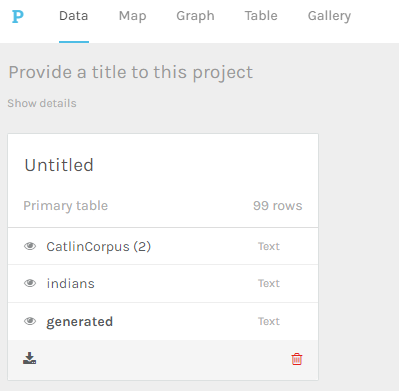 P Data Map Graph Table Gallery
Provide a title to this project
Show details
Untitled
Primary table 99 rows
CatlinCorpus (2) Text
indians Text
generated Text